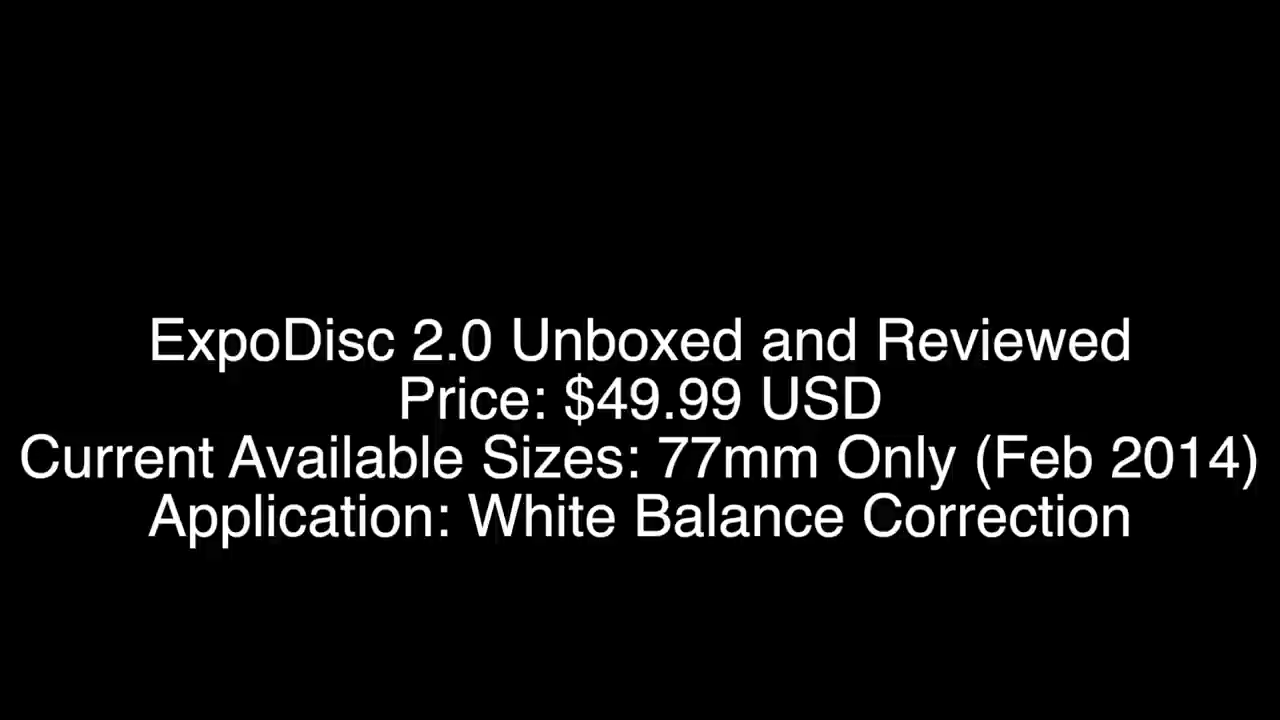 ExpoDisc 2.0 Unboxed and Reviewed
Price: $49.99 USD
Current Available Sizes: 77mm Only (Feb 2014)
Application: White Balance Correction